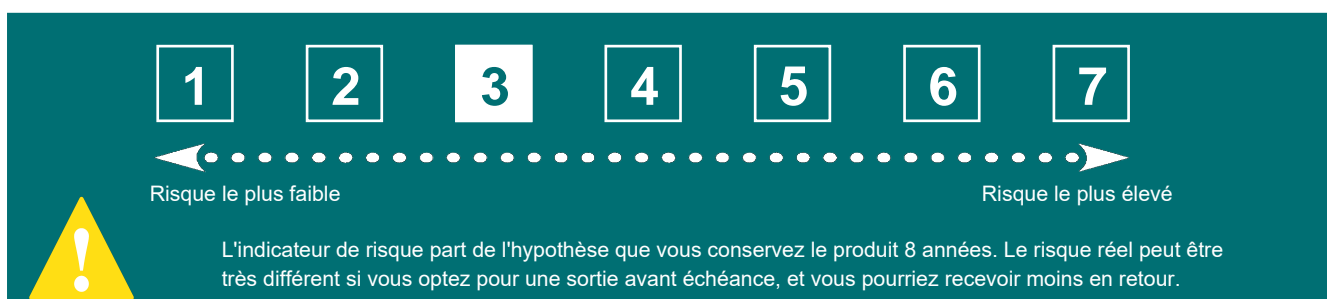 1 2 3 4 5 6 7
Risque le plus faible Risque le plus élevé
!
L'indicateur de risque part de l'hypothèse que vous conservez le produit 8 années. Le risque réel peut être
très différent si vous optez pour une sortie avant échéance, et vous pourriez recevoir moins en retour.